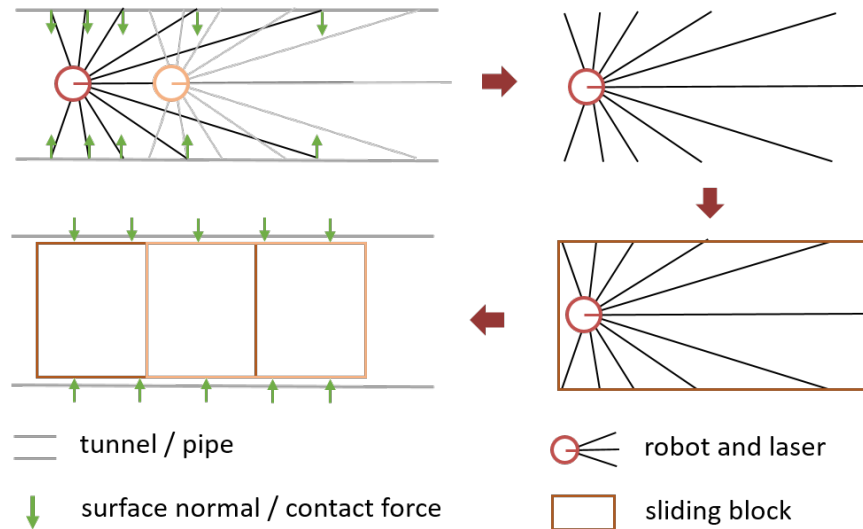 tunnel / pipe
robot and laser
surface normal / contact force
sliding block